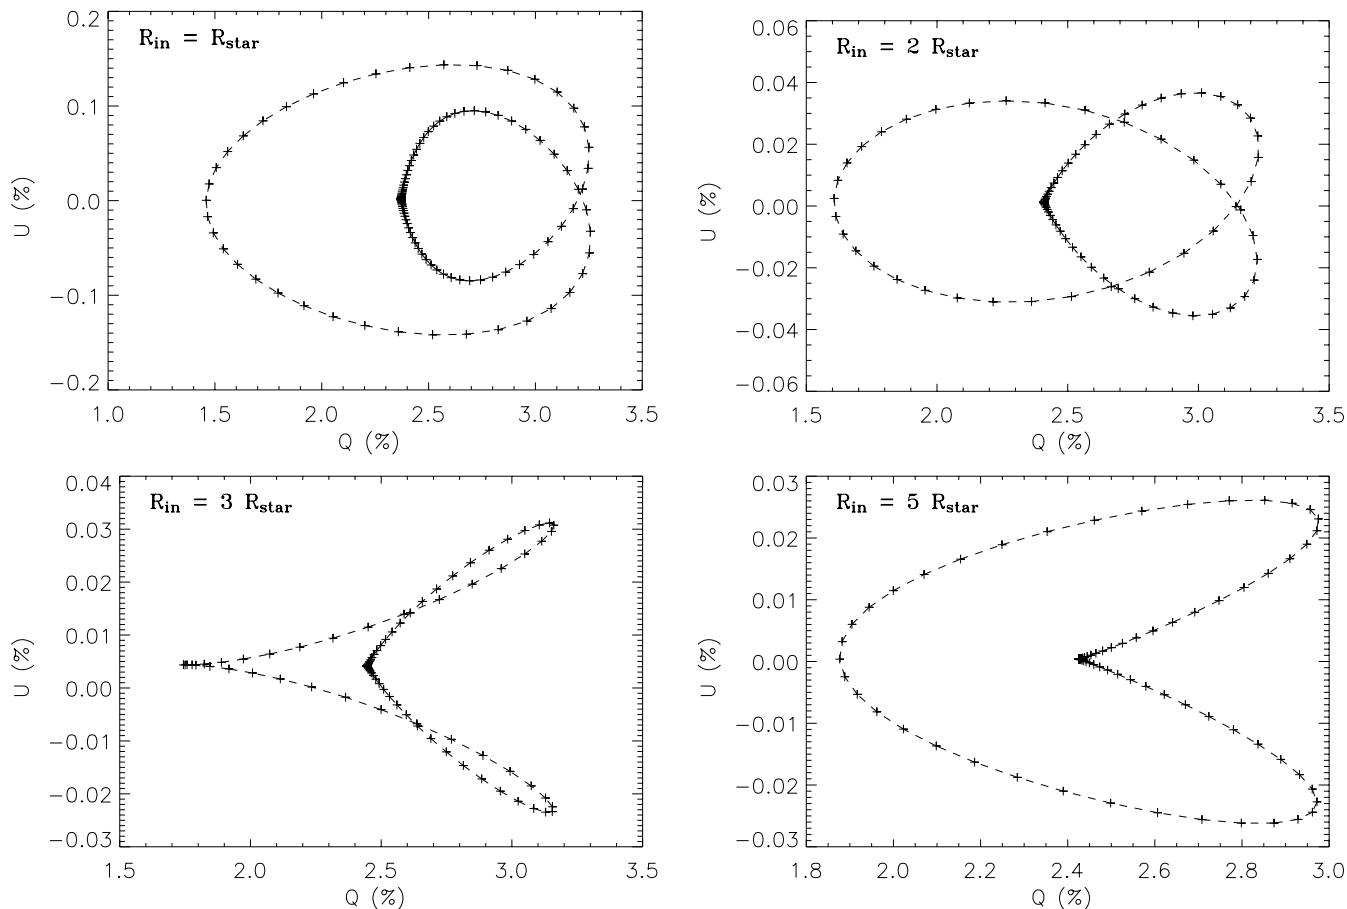 R_in = R_star
0.2
0.1
0.0
−0.1
−0.2
U (%)
1.0 1.5 2.0 2.5 3.0 3.5
Q (%)
R_in = 2 R_star
0.06
0.04
0.02
0.00
−0.02
−0.04
−0.06
U (%)
1.5 2.0 2.5 3.0 3.5
Q (%)
R_in = 3 R_star
0.04
0.03
0.02
0.01
0.00
−0.01
−0.02
−0.03
U (%)
1.5 2.0 2.5 3.0 3.5
Q (%)
R_in = 5 R_star
0.03
0.02
0.01
0.00
−0.01
−0.02
−0.03
U (%)
1.8 2.0 2.2 2.4 2.6 2.8 3.0
Q (%)